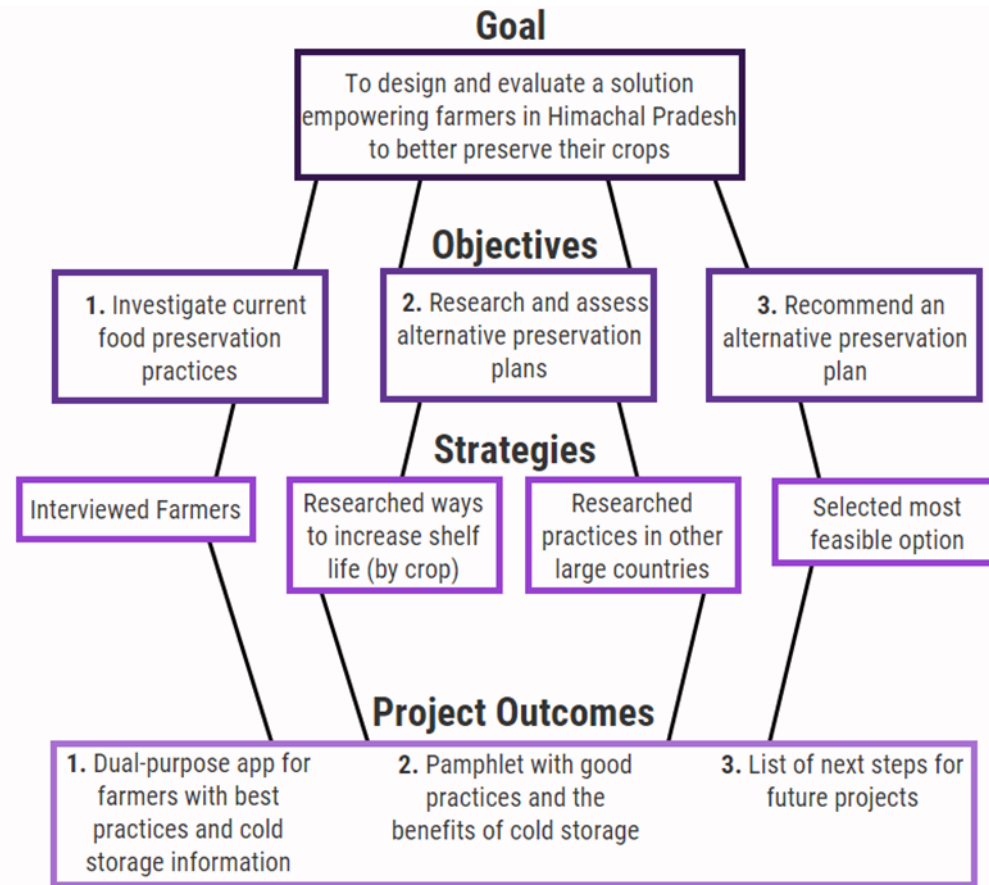 Goal
To design and evaluate a solution
empowering farmers in Himachal Pradesh
to better preserve their crops
Objectives
1. Investigate current
food preservation
practices
2. Research and assess
alternative preservation
plans
3. Recommend an
alternative preservation
plan
Strategies
Interviewed Farmers
Researched ways
to increase shelf
life (by crop)
Researched
practices in other
large countries
Selected most
feasible option
Project Outcomes
1. Dual-purpose app for
farmers with best
practices and cold
storage information
2. Pamphlet with good
practices and the
benefits of cold storage
3. List of next steps for
future projects